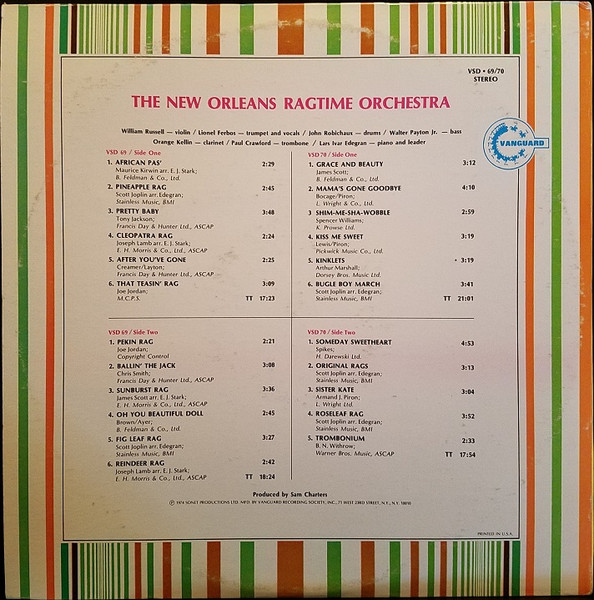 VSD • 69/70
STEREO
THE NEW ORLEANS RAGTIME ORCHESTRA
VANGUARD
William Russell — violin / Lionel Ferbos — trumpet and vocals / John Robichaux — drums / Walter Payton Jr. — bass
Orange Kellin — clarinet / Paul Crawford — trombone / Lars Ivar Edegran — piano and leader
VSD 69 / Side One
1. AFRICAN PAS' 2:29
Maurice Kirwin arr. E. J. Stark;
B. Feldman & Co., Ltd.
2. PINEAPPLE RAG 2:45
Scott Joplin arr. Edegran;
Stainless Music, BMI
3. PRETTY BABY 3:48
Tony Jackson;
Francis Day & Hunter Ltd., ASCAP
4. CLEOPATRA RAG 2:24
Joseph Lamb arr. E. J. Stark;
E. H. Morris & Co., Ltd., ASCAP
5. AFTER YOU'VE GONE 2:25
Creamer/Layton;
Francis Day & Hunter Ltd., ASCAP
6. THAT TEASIN' RAG 3:09
Joe Jordan;
M.C.P.S. TT 17:23
VSD 70 / Side One
1. GRACE AND BEAUTY 3:12
James Scott;
B. Feldman & Co., Ltd.
2. MAMA'S GONE GOODBYE 4:10
Bocage/Piron;
L. Wright & Co., Ltd.
3 SHIM-ME-SHA-WOBBLE 2:59
Spencer Williams;
K. Prowse Ltd.
4. KISS ME SWEET 3:19
Lewis/Piron;
Pickwick Music Co., Ltd.
5. KINKLETS 3:19
Arthur Marshall;
Dorsey Bros. Music Ltd.
6. BUGLE BOY MARCH 3:41
Scott Joplin arr. Edegran;
Stainless Music, BMI TT 21:01
VSD 69 / Side Two
1. PEKIN RAG 2:21
Joe Jordan;
Copyright Control
2. BALLIN' THE JACK 3:08
Chris Smith;
Francis Day & Hunter Ltd., ASCAP
3. SUNBURST RAG 3:36
James Scott arr. E. J. Stark;
E. H. Morris & Co. Ltd., ASCAP
4. OH YOU BEAUTIFUL DOLL 2:45
Brown/Ayer;
B. Feldman & Co., Ltd.
5. FIG LEAF RAG 3:27
Scott Joplin arr. Edegran;
Stainless Music, BMI
6. REINDEER RAG 2:42
Joseph Lamb arr. E. J. Stark;
E. H. Morris & Co., Ltd., ASCAP TT 18:24
VSD 70 / Side Two
1. SOMEDAY SWEETHEART 4:53
Spikes;
H. Darewski Ltd.
2. ORIGINAL RAGS 3:13
Scott Joplin arr. Edegran;
Stainless Music, BMI
3. SISTER KATE 3:04
Armand J. Piron;
L. Wright Ltd.
4. ROSELEAF RAG 3:52
Scott Joplin arr. Edegran;
Stainless Music, BMI
5. TROMBONIUM 2:33
B. N. Withrow;
Warner Bros. Music, ASCAP TT 17:54
Produced by Sam Charters
Ⓟ 1974 SONET PRODUCTIONS LTD. MFD. BY VANGUARD RECORDING SOCIETY, INC., 71 WEST 23RD STREET, N.Y., N.Y. 10010
PRINTED IN U.S.A.